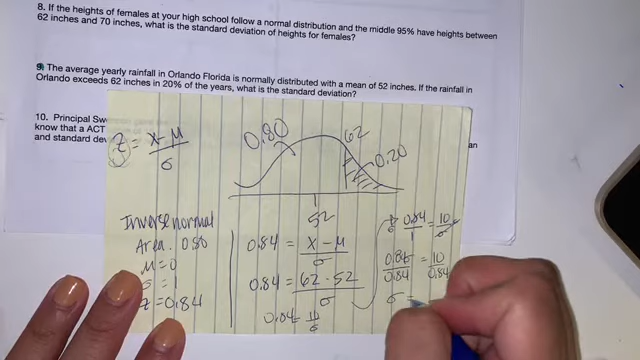 8. If the heights of females at your high school follow a normal distribution and the middle 95% have heights between
62 inches and 70 inches, what is the standard deviation of heights for females?
9. The average yearly rainfall in Orlando Florida is normally distributed with a mean of 52 inches. If the rainfall in
Orlando exceeds 62 inches in 20% of the years, what is the standard deviation?
10. Principal
know that a ACT
and standard dev
an
z = x - μ
σ
0.80
62
0.20
52
Inverse normal
Area . 0.80
μ = 0
σ = 1
z = 0.84
0.84 = x - μ
σ
0.84 = 62 - 52
σ
0.84 = 10
σ
0.84 = 10
1 σ
0.84σ = 10
0.84 0.84
σ =